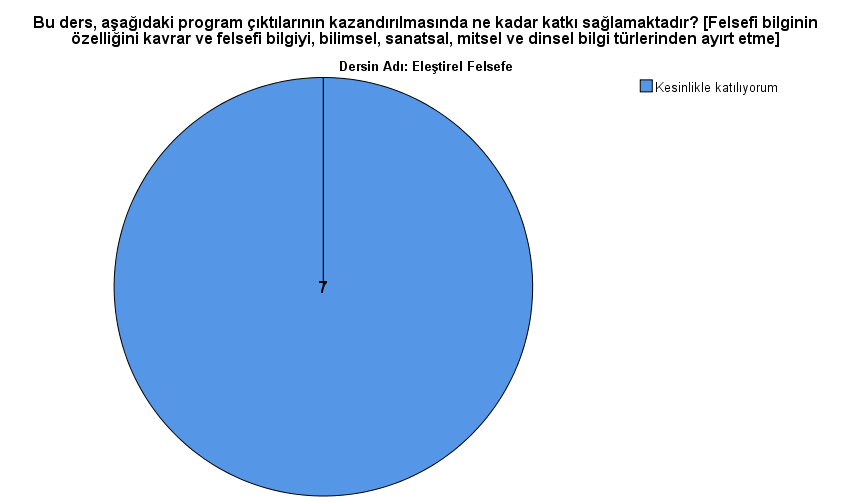 Bu ders, aşağıdaki program çıktılarının kazandırılmasında ne kadar katkı sağlamaktadır? [Felsefi bilginin
özelliğini kavrar ve felsefi bilgiyi, bilimsel, sanatsal, mitsel ve dinsel bilgi türlerinden ayırt etme]
Dersin Adı: Eleştirel Felsefe
Kesinlikle katılıyorum
7